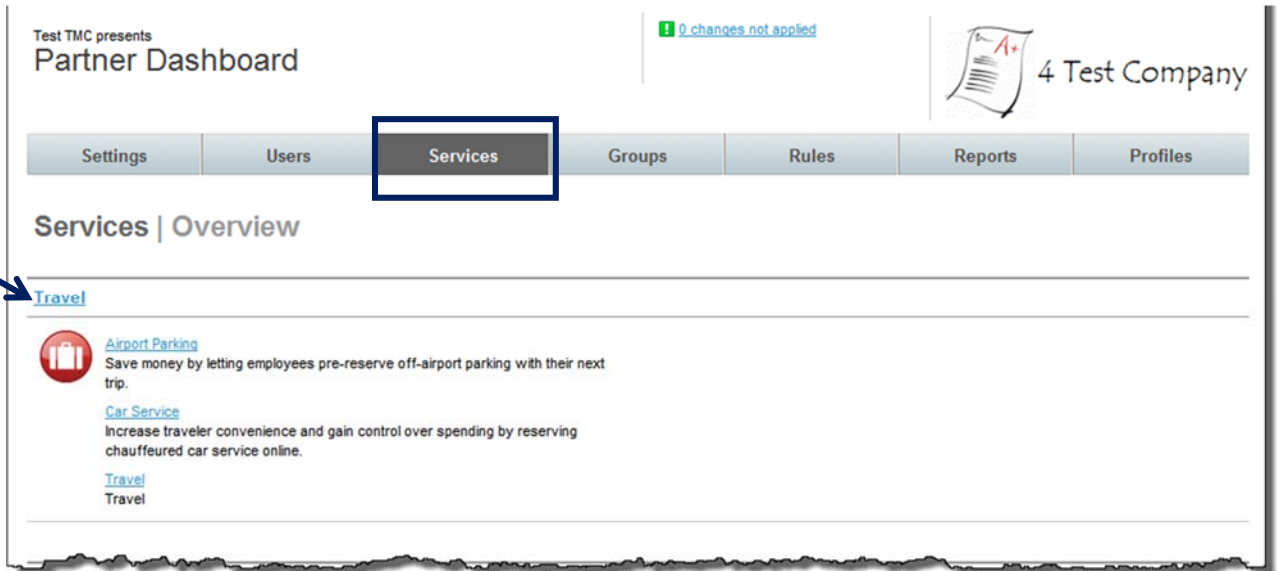 Test TMC presents
Partner Dashboard
! 0 changes not applied
A+
4 Test Company
Settings Users Services Groups Rules Reports Profiles
Services | Overview
Travel
Airport Parking
Save money by letting employees pre-reserve off-airport parking with their next
trip.
Car Service
Increase traveler convenience and gain control over spending by reserving
chauffeured car service online.
Travel
Travel